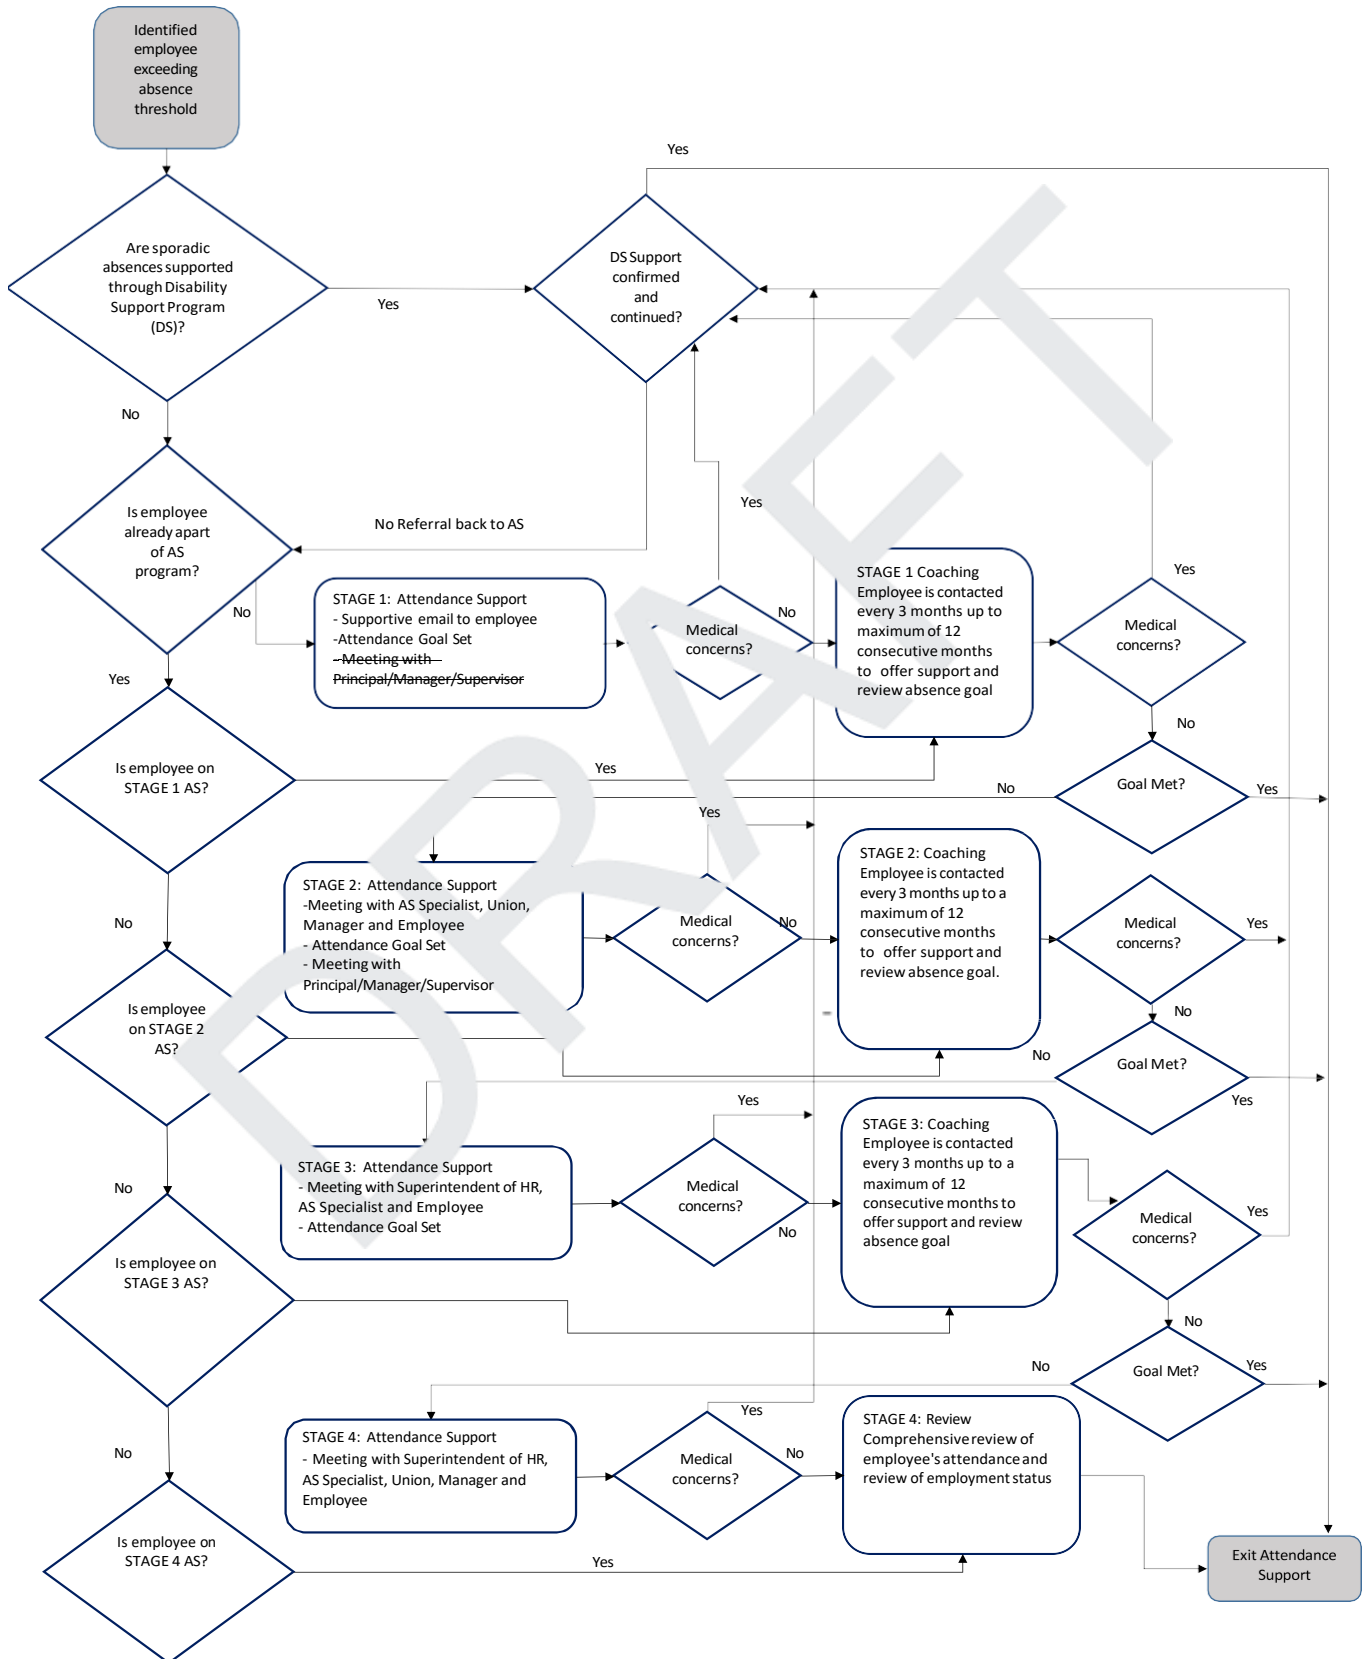 Identified
employee
exceeding
absence
threshold
Yes
Are sporadic
absences supported
through Disability
Support Program
(DS)?
Yes
DS Support
confirmed
and
continued?
No
Is employee
already apart
of AS
program?
No Referral back to AS
Yes
No
STAGE 1: Attendance Support
- Supportive email to employee
-Attendance Goal Set
- Meeting with
Principal/Manager/Supervisor
Medical
concerns?
No
STAGE 1 Coaching
Employee is contacted
every 3 months up to
maximum of 12
consecutive months
to offer support and
review absence goal
Yes
Medical
concerns?
No
Yes
Is employee on
STAGE 1 AS?
Yes
No
Goal Met?
Yes
Yes
No
STAGE 2: Attendance Support
-Meeting with AS Specialist, Union,
Manager and Employee
- Attendance Goal Set
- Meeting with
Principal/Manager/Supervisor
Medical
concerns?
No
STAGE 2: Coaching
Employee is contacted
every 3 months up to a
maximum of 12
consecutive months
to offer support and
review absence goal.
Medical
concerns?
Yes
No
Is employee
on STAGE 2
AS?
No
Goal Met?
Yes
Yes
No
STAGE 3: Attendance Support
- Meeting with Superintendent of HR,
AS Specialist and Employee
- Attendance Goal Set
Medical
concerns?
No
STAGE 3: Coaching
Employee is contacted
every 3 months up to a
maximum of 12
consecutive months to
offer support and review
absence goal
Medical
concerns?
Yes
No
Is employee on
STAGE 3 AS?
No
Goal Met?
Yes
No
STAGE 4: Attendance Support
- Meeting with Superintendent of HR,
AS Specialist, Union, Manager and
Employee
Yes
Medical
concerns?
No
STAGE 4: Review
Comprehensive review of
employee's attendance and
review of employment status
Is employee on
STAGE 4 AS?
Yes
Exit Attendance
Support
DRAFT